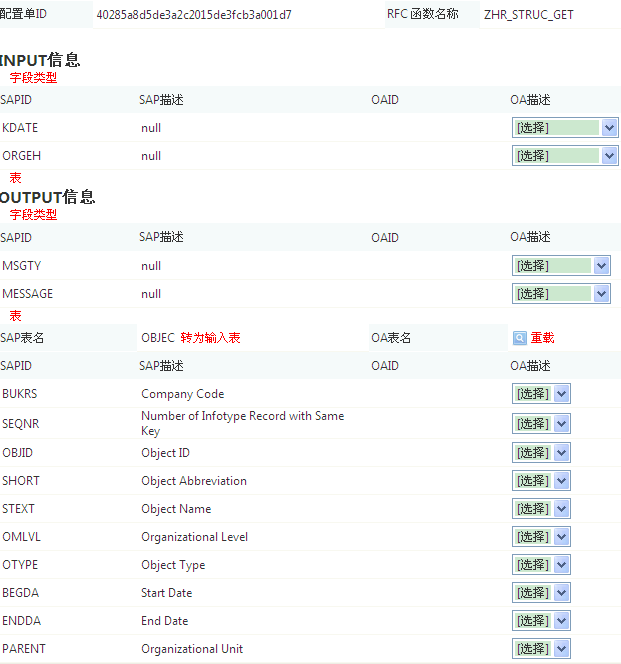 配置单ID 40285a8d5de3a2c2015de3fcb3a001d7 RFC 函数名称 ZHR_STRUC_GET
INPUT信息
字段类型
SAPID SAP描述 OAID OA描述
KDATE null [选择]
ORGEH null [选择]
表
OUTPUT信息
字段类型
SAPID SAP描述 OAID OA描述
MSGTY null [选择]
MESSAGE null [选择]
表
SAP表名 OBJEC 转为输入表 OA表名 重载
SAPID SAP描述 OAID OA描述
BUKRS Company Code [选择]
SEQNR Number of Infotype Record with Same
Key [选择]
OBJID Object ID [选择]
SHORT Object Abbreviation [选择]
STEXT Object Name [选择]
OMLVL Organizational Level [选择]
OTYPE Object Type [选择]
BEGDA Start Date [选择]
ENDDA End Date [选择]
PARENT Organizational Unit [选择]